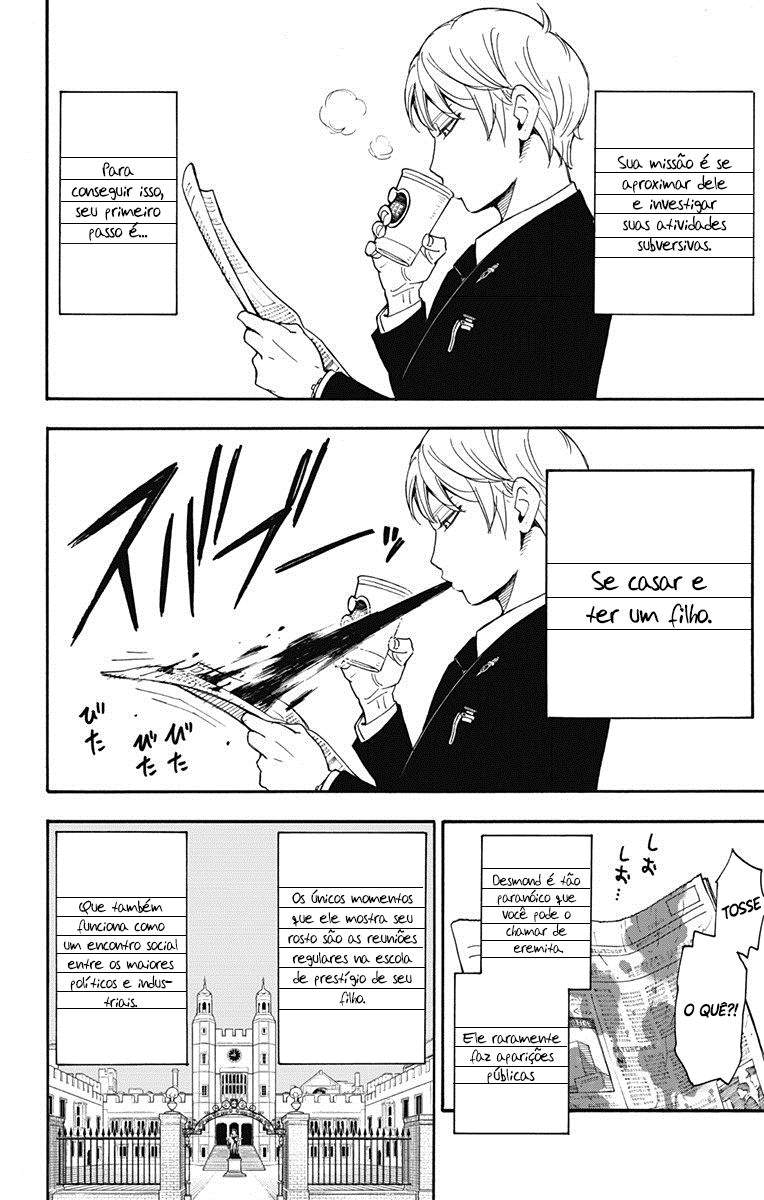 Sua missão é se
aproximar dele
e investigar
suas atividades
subversivas.
Para
conseguir isso,
seu primeiro
passo é...
Se casar e
ter um filho.
スバブー
びた
びた
びた
TOSSE
O QUÊ?!
しお
しお...
Desmond é tão
paranóico que
você pode o
chamar de
eremita.
Ele raramente
faz aparições
públicas
Os únicos momentos
que ele mostra seu
rosto são as reuniões
regulares na escola
de prestígio de seu
filho.
Que também
funciona como
um encontro social
entre os maiores
políticos e indus-
triais.